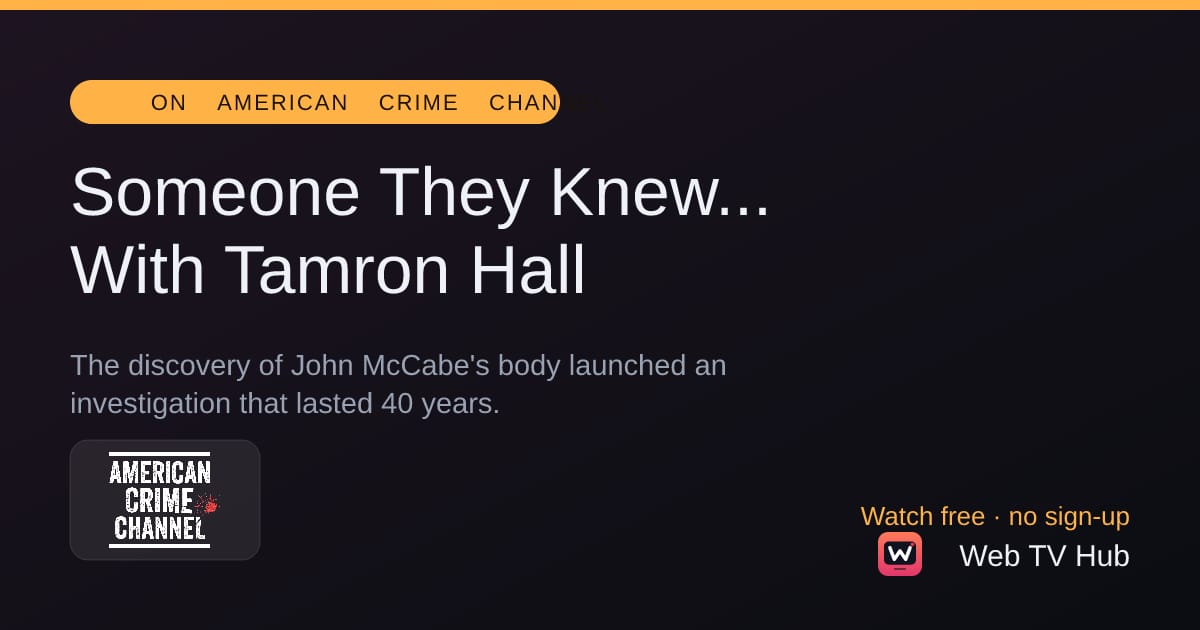 ON AMERICAN CRIME CHANNEL
Someone They Knew...
With Tamron Hall
The discovery of John McCabe's body launched an
investigation that lasted 40 years.
AMERICAN
CRIME
CHANNEL
Watch free · no sign-up
W
Web TV Hub